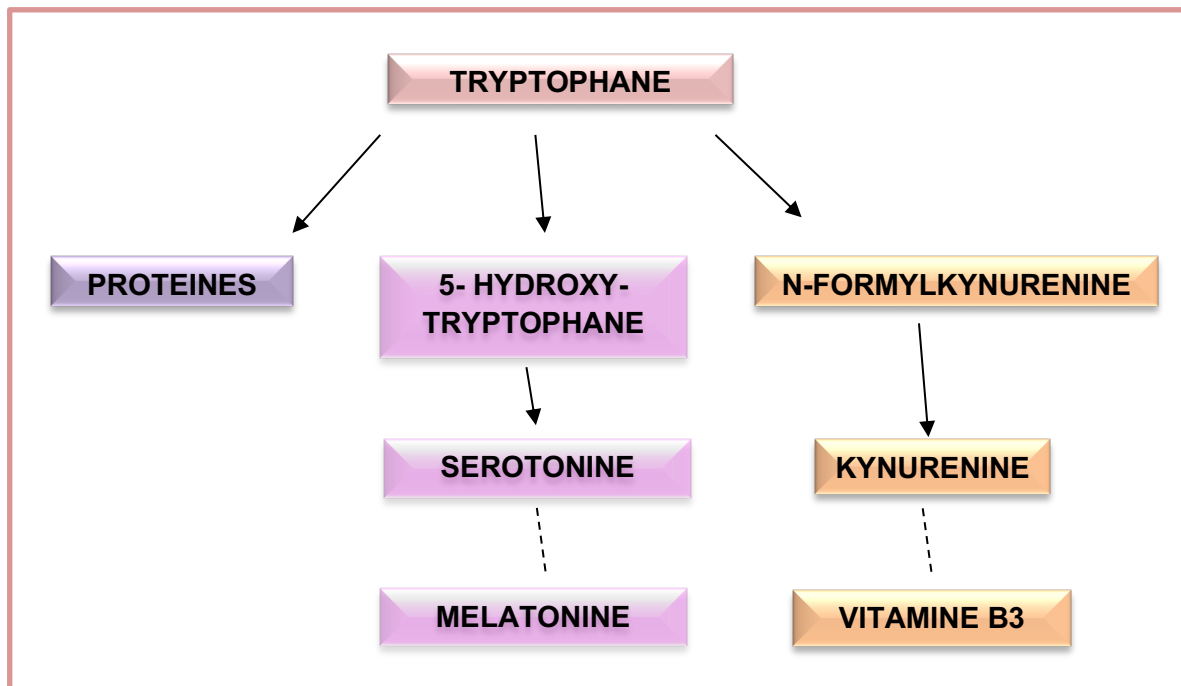 TRYPTOPHANE
PROTEINES
5- HYDROXY-
TRYPTOPHANE
N-FORMYLKYNURENINE
SEROTONINE
KYNURENINE
MELATONINE
VITAMINE B3